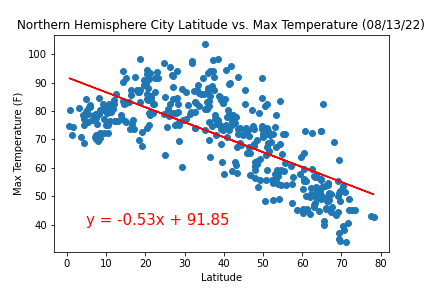 Northern Hemisphere City Latitude vs. Max Temperature (08/13/22)
Max Temperature (F)
100
90
80
70
60
50
40
y = -0.53x + 91.85
0 10 20 30 40 50 60 70 80
Latitude